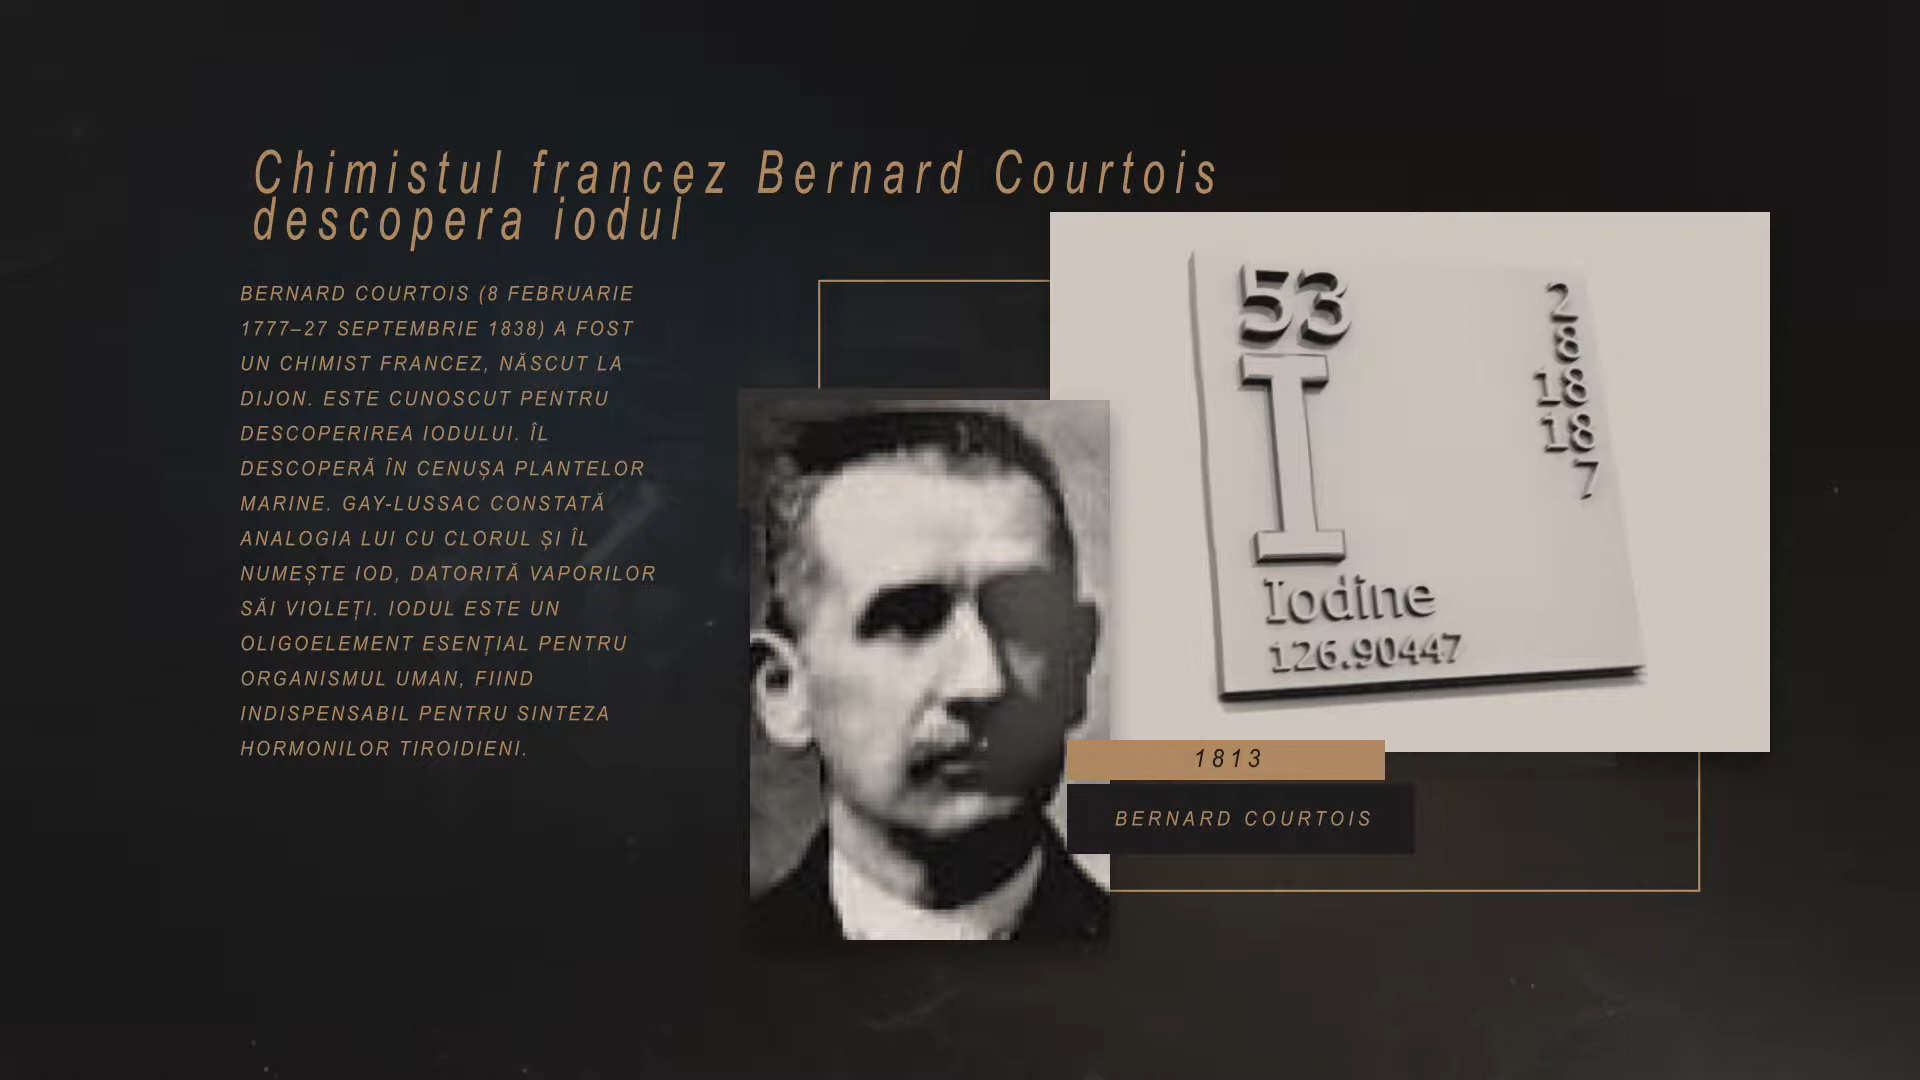 Chimistul francez Bernard Courtois
descopera iodul
BERNARD COURTOIS (8 FEBRUARIE
1777–27 SEPTEMBRIE 1838) A FOST
UN CHIMIST FRANCEZ, NĂSCUT LA
DIJON. ESTE CUNOSCUT PENTRU
DESCOPERIREA IODULUI. ÎL
DESCOPERĂ ÎN CENUȘA PLANTELOR
MARINE. GAY-LUSSAC CONSTATĂ
ANALOGIA LUI CU CLORUL ȘI ÎL
NUMEȘTE IOD, DATORITĂ VAPORILOR
SĂI VIOLEȚI. IODUL ESTE UN
OLIGOELEMENT ESENȚIAL PENTRU
ORGANISMUL UMAN, FIIND
INDISPENSABIL PENTRU SINTEZA
HORMONILOR TIROIDIENI.
53
I
Iodine
126.90447
2
8
18
18
7
1813
BERNARD COURTOIS